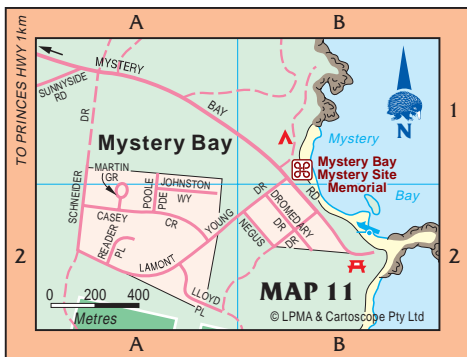 A
B
TO PRINCES HWY 1km
MYSTERY
SUNNYSIDE
RD
BAY
1
DR
N
Mystery Bay
Mystery
Mystery Bay
Mystery Site
Memorial
MARTIN
GR
JOHNSTON
WY
POOLE
PDE
SCHNEIDER
CASEY
CR
YOUNG
DR
DROMEDARY
RD
Bay
DR
DR
NEGUS
READER
PL
LAMONT
2
2
LLOYD
PL
0 200 400
Metres
MAP 11
© LPMA & Cartoscope Pty Ltd
A
B